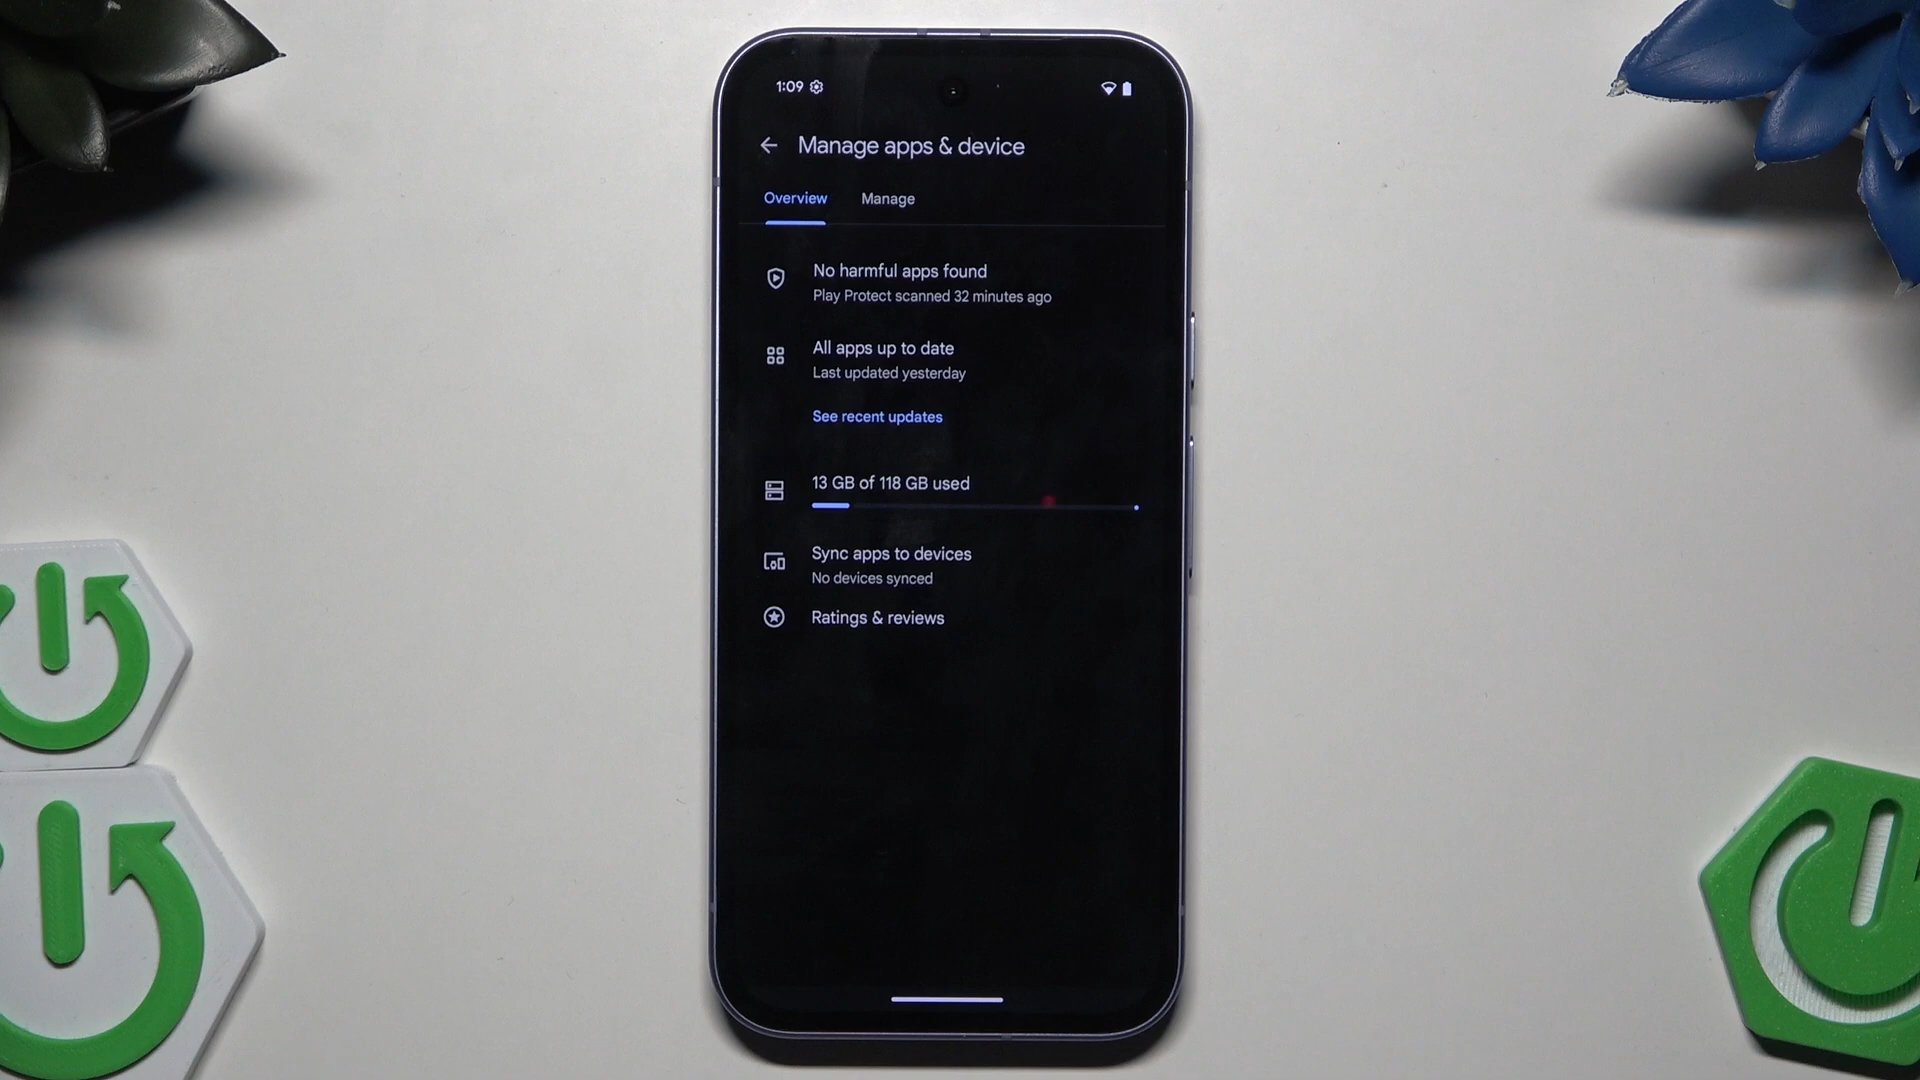 1:09
Manage apps & device
Overview
Manage
No harmful apps found
Play Protect scanned 32 minutes ago
All apps up to date
Last updated yesterday
See recent updates
13 GB of 118 GB used
Sync apps to devices
No devices synced
Ratings & reviews